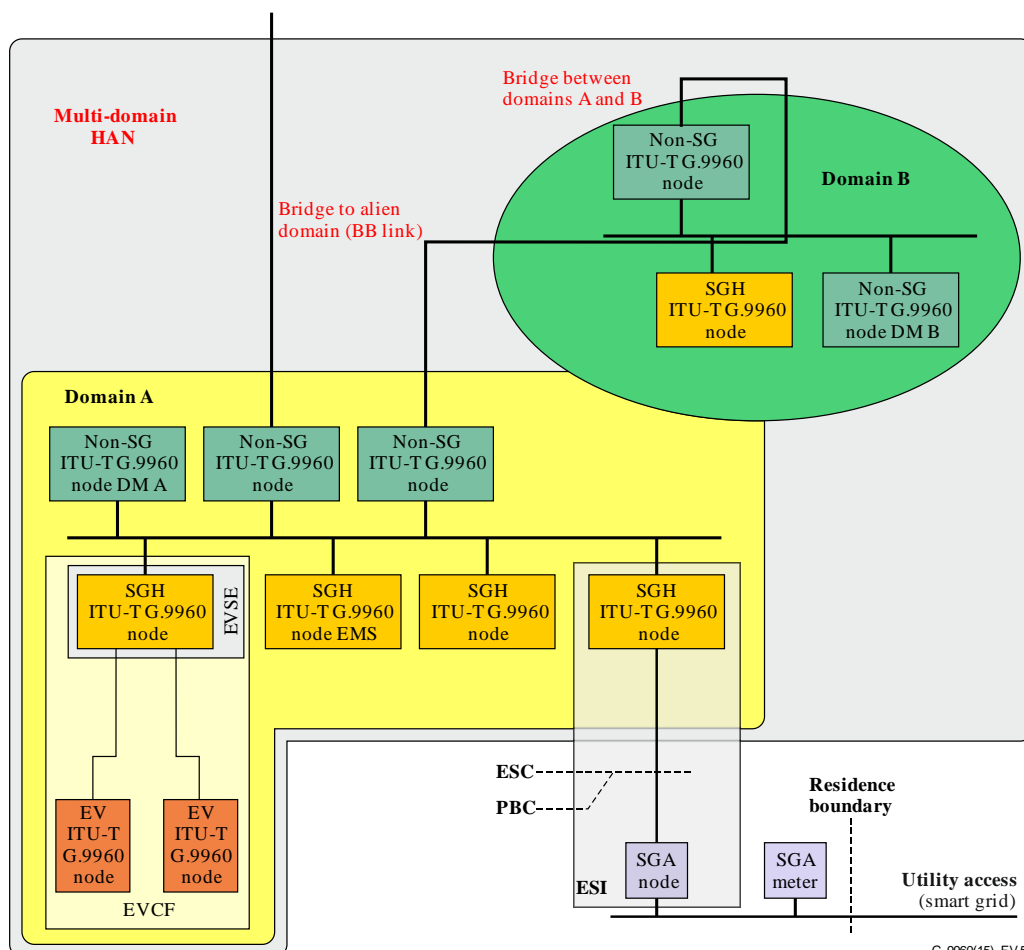 Bridge between
domains A and B
Multi-domain
HAN
Non-SG
ITU-T G.9960
node
Domain B
Bridge to alien
domain (BB link)
SGH
ITU-T G.9960
node
Non-SG
ITU-T G.9960
node DM B
Domain A
Non-SG
ITU-T G.9960
node DM A
Non-SG
ITU-T G.9960
node
Non-SG
ITU-T G.9960
node
SGH
ITU-T G.9960
node
EVSE
SGH
ITU-T G.9960
node EMS
SGH
ITU-T G.9960
node
SGH
ITU-T G.9960
node
ESC
PBC
Residence
boundary
EV
ITU-T
G.9960
node
EV
ITU-T
G.9960
node
EVCF
ESI
SGA
node
SGA
meter
Utility access
(smart grid)